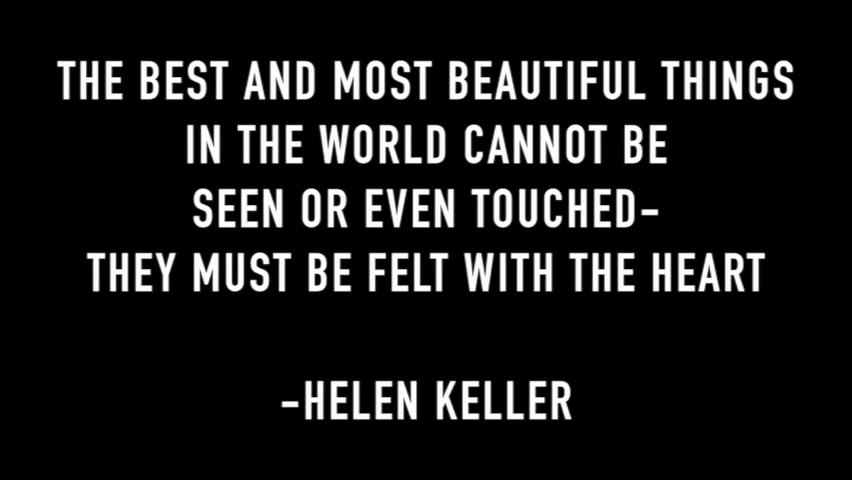 THE BEST AND MOST BEAUTIFUL THINGS
IN THE WORLD CANNOT BE
SEEN OR EVEN TOUCHED-
THEY MUST BE FELT WITH THE HEART
-HELEN KELLER